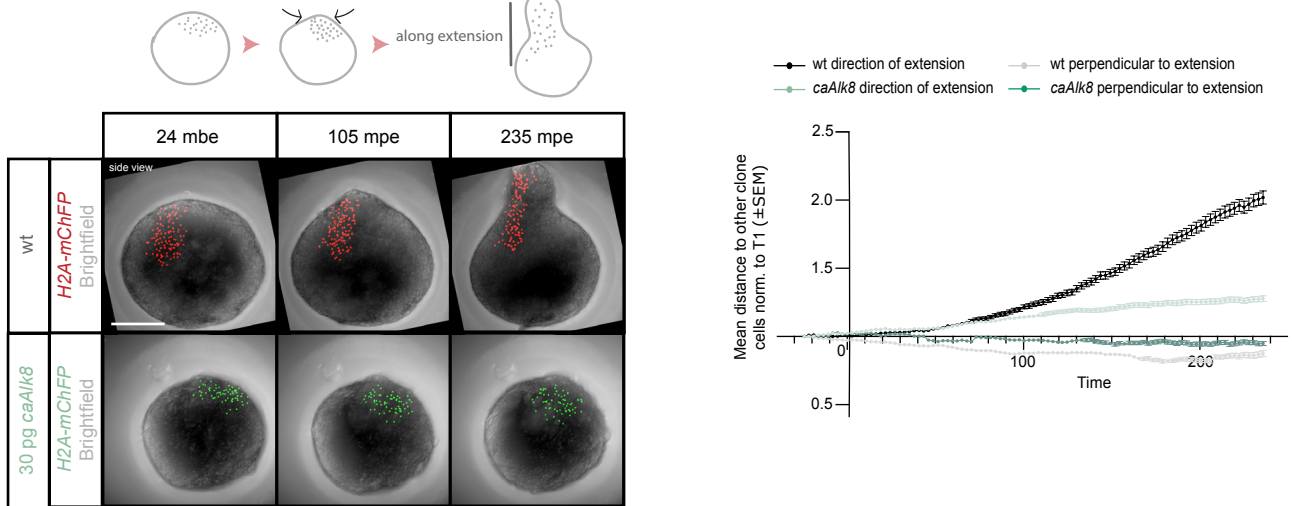 along extension
24 mbe
105 mpe
235 mpe
wt
H2A-mChFP
Brightfield
side view
30 pg caAlk8
H2A-mChFP
Brightfield
wt direction of extension
wt perpendicular to extension
caAlk8 direction of extension
caAlk8 perpendicular to extension
Mean distance to other clone
cells norm. to T1 (±SEM)
2.5
2.0
1.5
0.5
0
100
200
Time